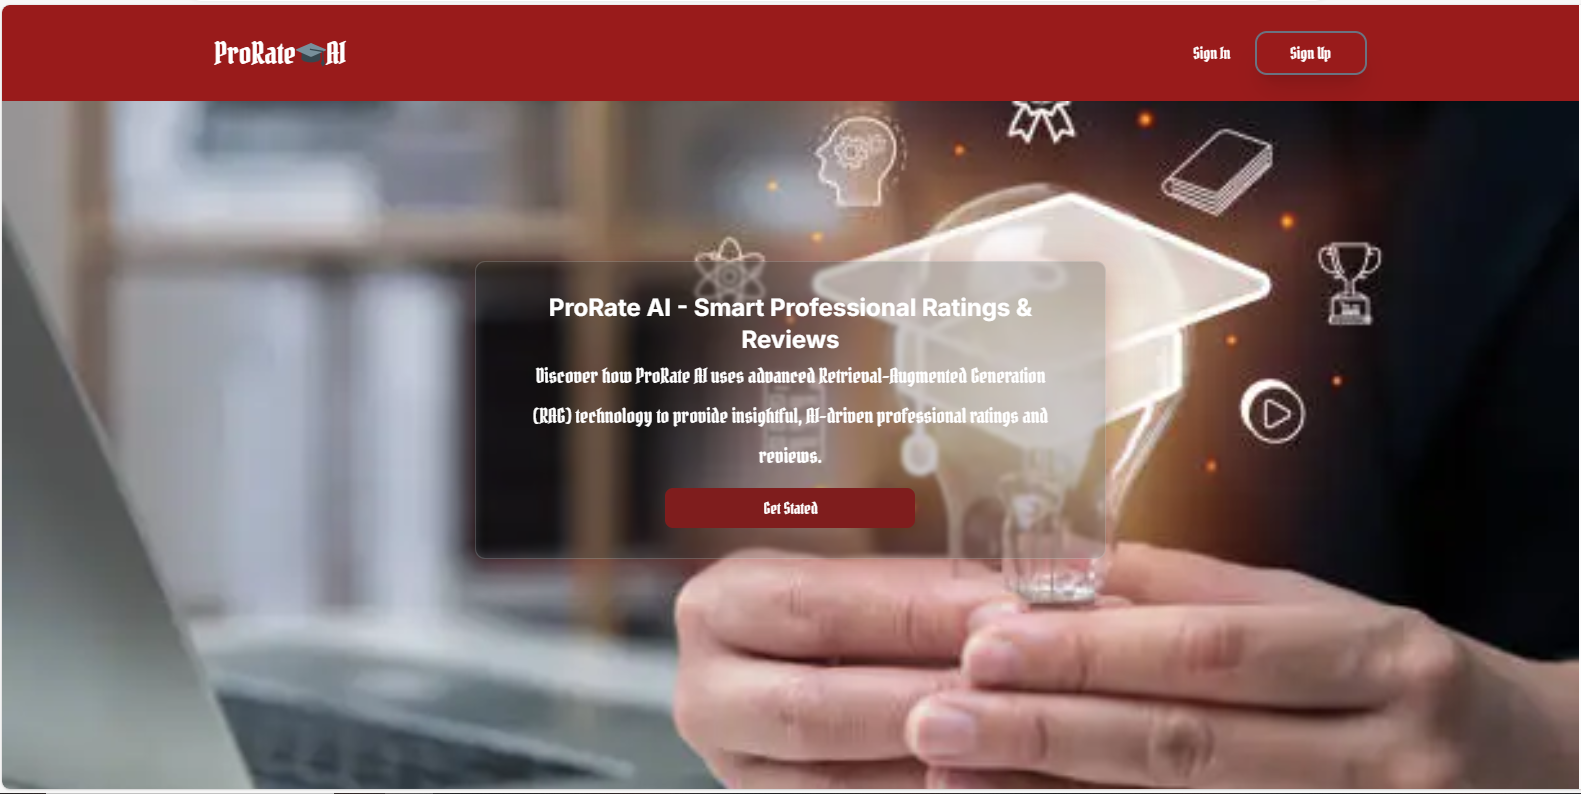 ProRate AI
Sign In
Sign Up
ProRate AI - Smart Professional Ratings &
Reviews
Discover how ProRate AI uses advanced Retrieval-Augmented Generation
(RAG) technology to provide insightful, AI-driven professional ratings and
reviews.
Get Stated